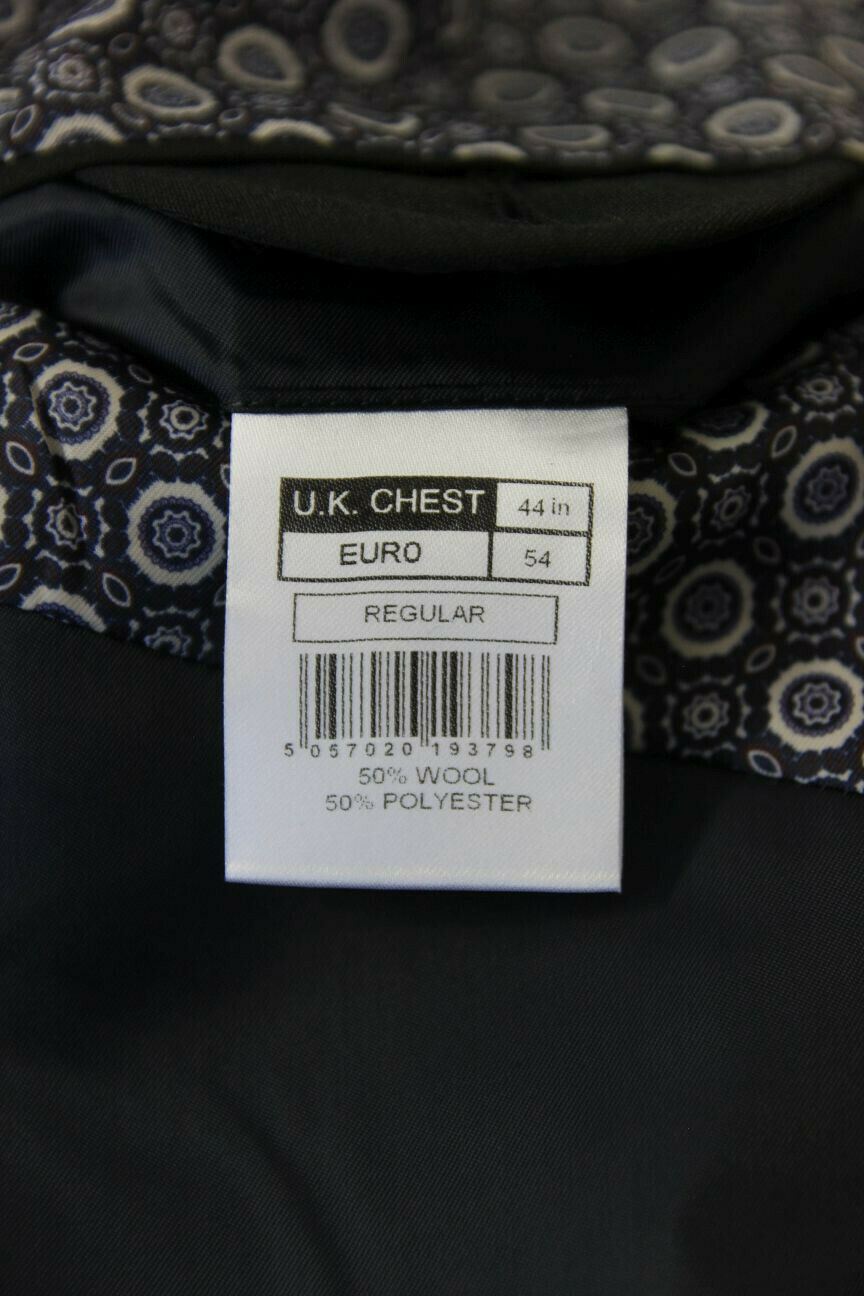 U.K. CHEST 44 in
EURO 54
REGULAR
5 057020 193798
50% WOOL
50% POLYESTER